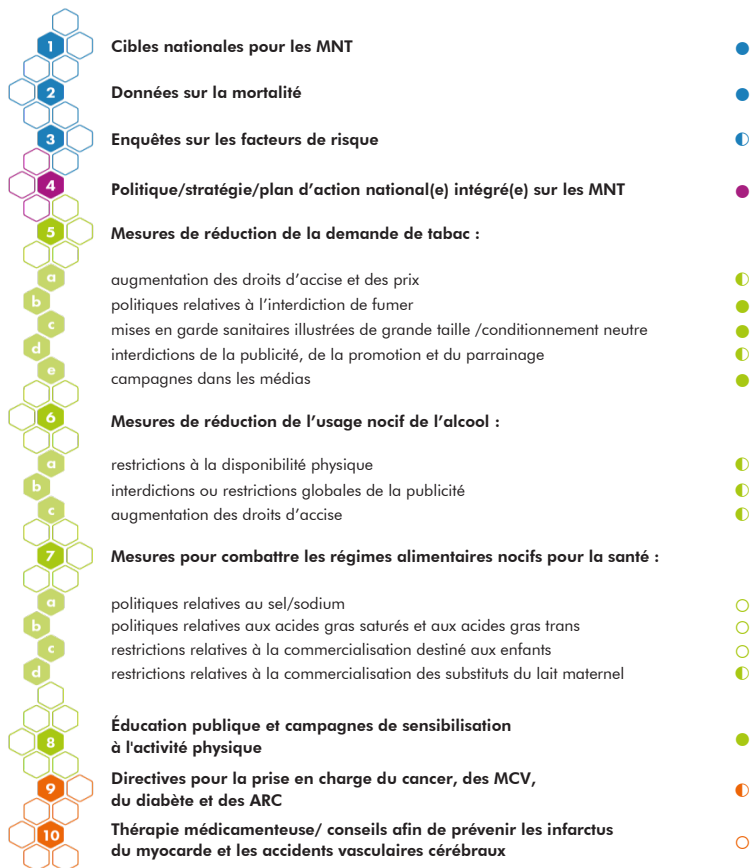 1 Cibles nationales pour les MNT
2 Données sur la mortalité
3 Enquêtes sur les facteurs de risque
4 Politique/stratégie/plan d'action national(e) intégré(e) sur les MNT
5 Mesures de réduction de la demande de tabac :
a augmentation des droits d'accise et des prix
b politiques relatives à l'interdiction de fumer
c mises en garde sanitaires illustrées de grande taille /conditionnement neutre
d interdictions de la publicité, de la promotion et du parrainage
e campagnes dans les médias
6 Mesures de réduction de l'usage nocif de l'alcool :
a restrictions à la disponibilité physique
b interdictions ou restrictions globales de la publicité
c augmentation des droits d'accise
7 Mesures pour combattre les régimes alimentaires nocifs pour la santé :
a politiques relatives au sel/sodium
b politiques relatives aux acides gras saturés et aux acides gras trans
c restrictions relatives à la commercialisation destiné aux enfants
d restrictions relatives à la commercialisation des substituts du lait maternel
8 Éducation publique et campagnes de sensibilisation
à l'activité physique
9 Directives pour la prise en charge du cancer, des MCV,
du diabète et des ARC
10 Thérapie médicamenteuse/ conseils afin de prévenir les infarctus
du myocarde et les accidents vasculaires cérébraux